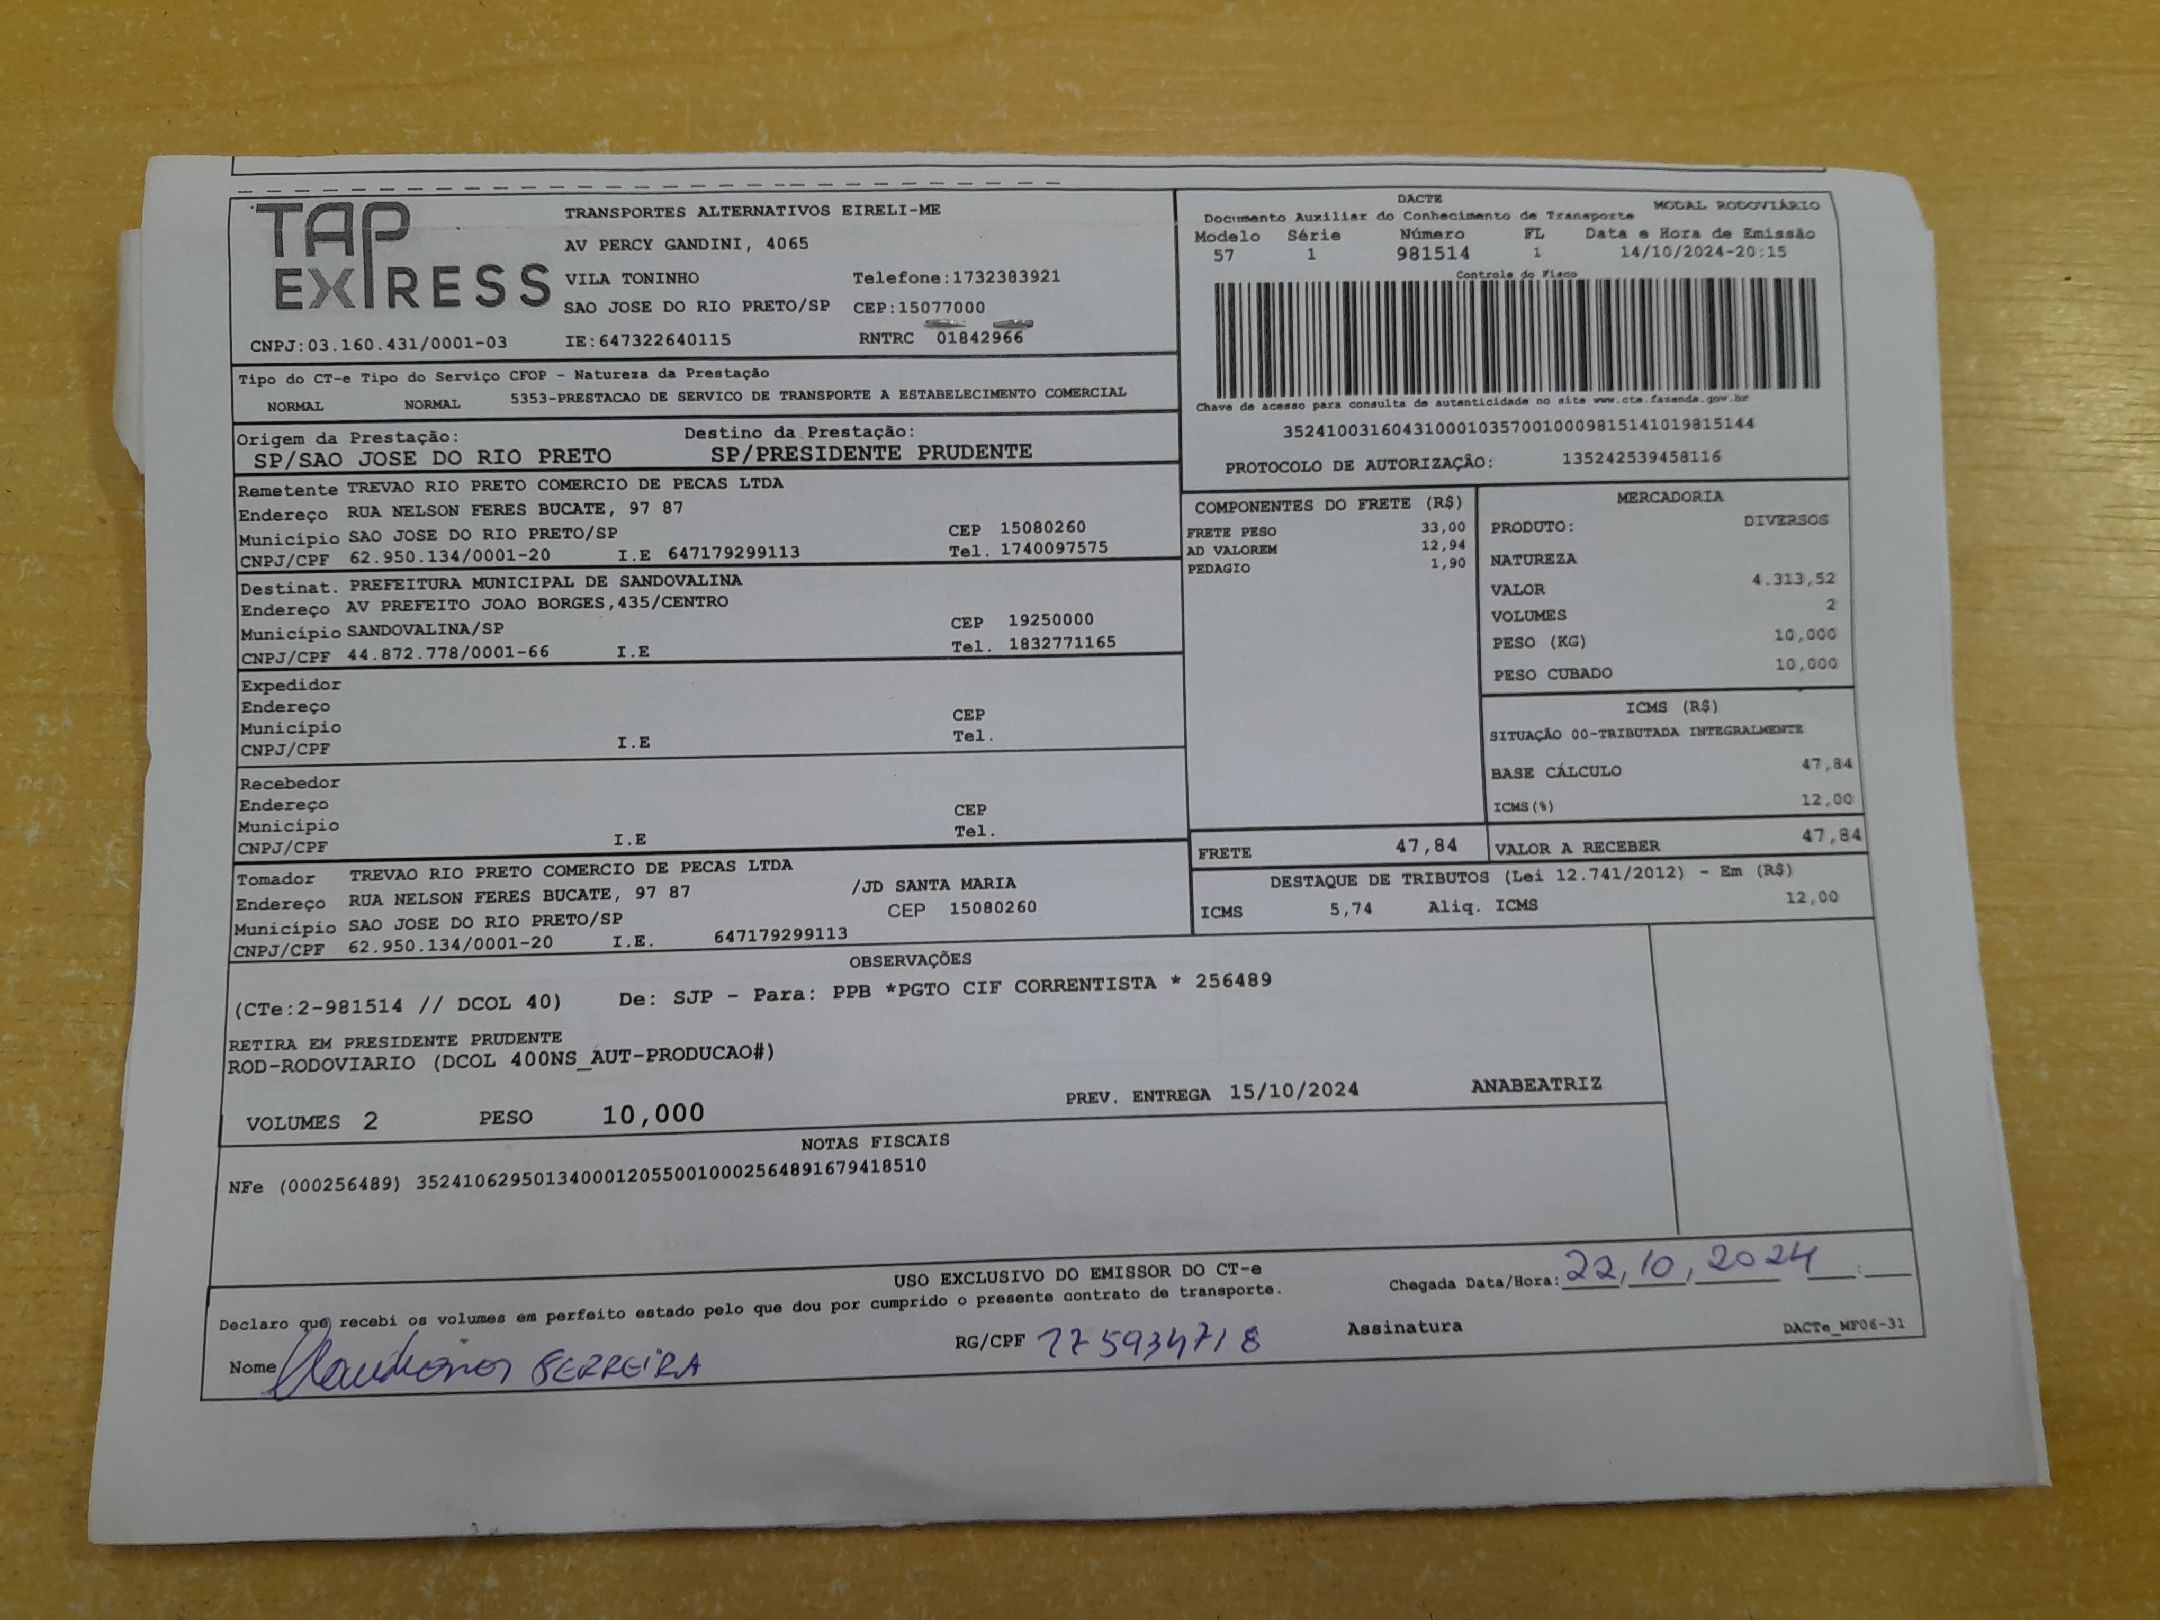 TAP EXPRESS
TRANSPORTES ALTERNATIVOS EIRELI-ME
AV PERCY GANDINI, 4065
VILA TONINHO Telefone:1732383921
SAO JOSE DO RIO PRETO/SP CEP:15077000
CNPJ:03.160.431/0001-03 IE:647322640115 RNTRC 01842966
DACTE MODAL RODOVIÁRIO
Documento Auxiliar do Conhecimento de Transporte
Modelo Série Número FL Data e Hora de Emissão
57 1 981514 1 14/10/2024-20:15
Controle do Fisco
Chave de acesso para consulta de autenticidade no site www.cte.fazenda.gov.br
35241003160431000103570010009815141019815144
PROTOCOLO DE AUTORIZAÇÃO: 135242539458116
Tipo do CT-e Tipo do Serviço CFOP - Natureza da Prestação
NORMAL NORMAL 5353-PRESTACAO DE SERVICO DE TRANSPORTE A ESTABELECIMENTO COMERCIAL
Origem da Prestação: Destino da Prestação:
SP/SAO JOSE DO RIO PRETO SP/PRESIDENTE PRUDENTE
Remetente TREVAO RIO PRETO COMERCIO DE PECAS LTDA
Endereço RUA NELSON FERES BUCATE, 97 87
Município SAO JOSE DO RIO PRETO/SP CEP 15080260
CNPJ/CPF 62.950.134/0001-20 I.E 647179299113 Tel. 1740097575
Destinat. PREFEITURA MUNICIPAL DE SANDOVALINA
Endereço AV PREFEITO JOAO BORGES,435/CENTRO
Município SANDOVALINA/SP CEP 19250000
CNPJ/CPF 44.872.778/0001-66 I.E Tel. 1832771165
Expedidor
Endereço
Município CEP
CNPJ/CPF I.E Tel.
Recebedor
Endereço
Município CEP
CNPJ/CPF I.E Tel.
Tomador TREVAO RIO PRETO COMERCIO DE PECAS LTDA
Endereço RUA NELSON FERES BUCATE, 97 87 /JD SANTA MARIA
Município SAO JOSE DO RIO PRETO/SP CEP 15080260
CNPJ/CPF 62.950.134/0001-20 I.E. 647179299113
COMPONENTES DO FRETE (R$)
FRETE PESO 33,00
AD VALOREM 12,94
PEDAGIO 1,90
MERCADORIA
PRODUTO: DIVERSOS
NATUREZA
VALOR 4.313,52
VOLUMES 2
PESO (KG) 10,000
PESO CUBADO 10,000
ICMS (R$)
SITUAÇÃO 00-TRIBUTADA INTEGRALMENTE
BASE CÁLCULO 47,84
ICMS(%) 12,00
FRETE 47,84 VALOR A RECEBER 47,84
DESTAQUE DE TRIBUTOS (Lei 12.741/2012) - Em (R$)
ICMS 5,74 Aliq. ICMS 12,00
OBSERVAÇÕES
(CTe:2-981514 // DCOL 40) De: SJP - Para: PPB *PGTO CIF CORRENTISTA * 256489
RETIRA EM PRESIDENTE PRUDENTE
ROD-RODOVIARIO (DCOL 400NS_AUT-PRODUCAO#)
VOLUMES 2 PESO 10,000 PREV. ENTREGA 15/10/2024 ANABEATRIZ
NOTAS FISCAIS
NFe (000256489) 35241062950134000120550010002564891679418510
USO EXCLUSIVO DO EMISSOR DO CT-e
Chegada Data/Hora: 22,10,2024 :
Declaro que recebi os volumes em perfeito estado pelo que dou por cumprido o presente contrato de transporte.
Nome FERREIRA RG/CPF 175934718 Assinatura DACTe_MF06-31